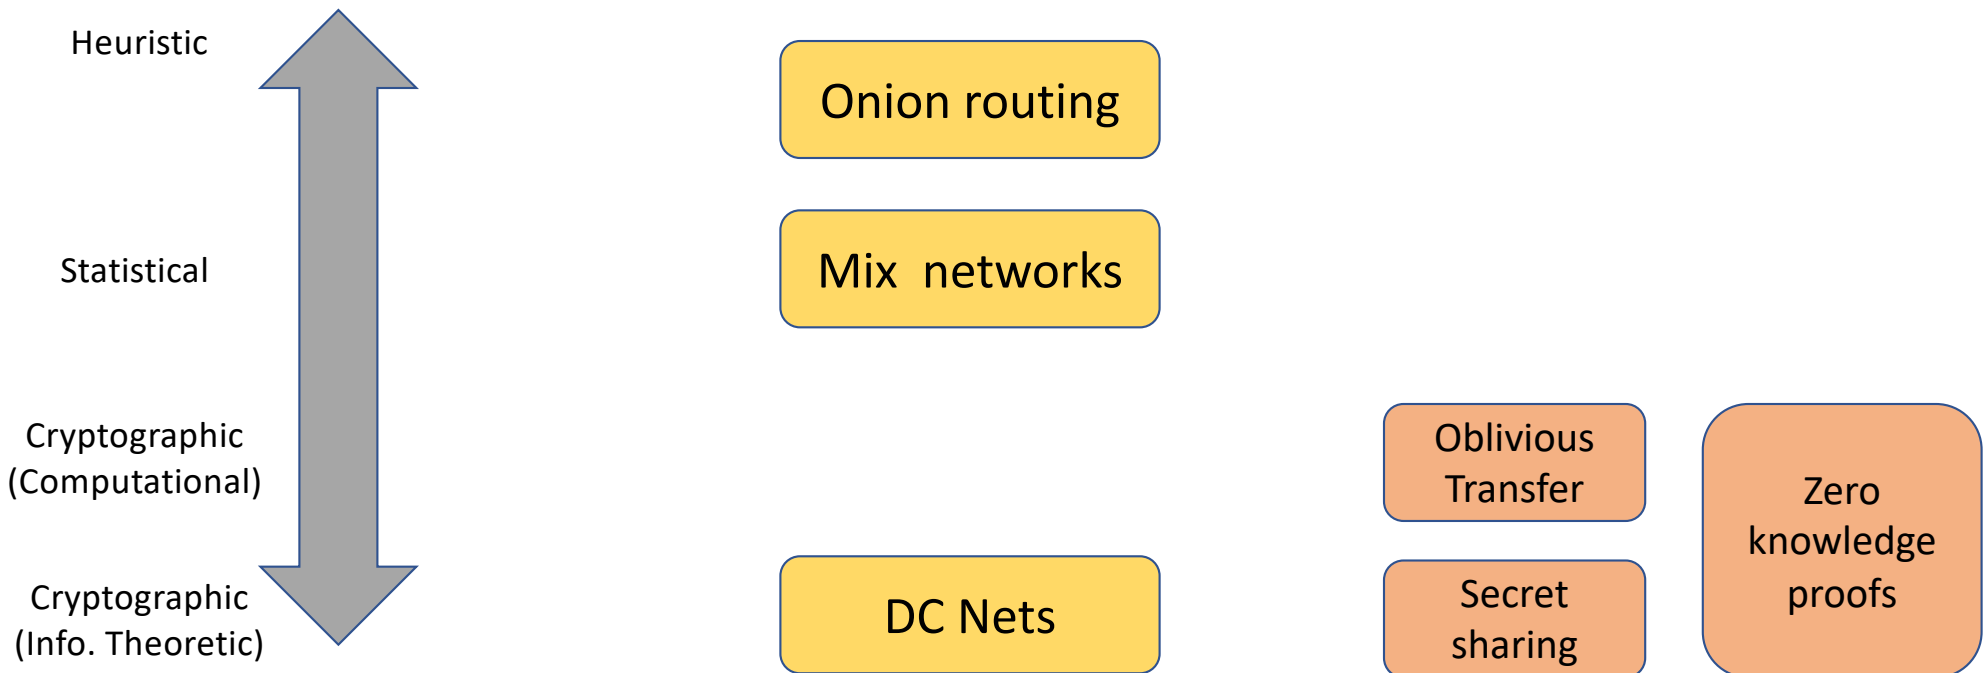 Heuristic
Onion routing
Statistical
Mix  networks
Cryptographic
(Computational)
Oblivious
Transfer
Zero
knowledge
proofs
Cryptographic
(Info. Theoretic)
DC Nets
Secret
sharing